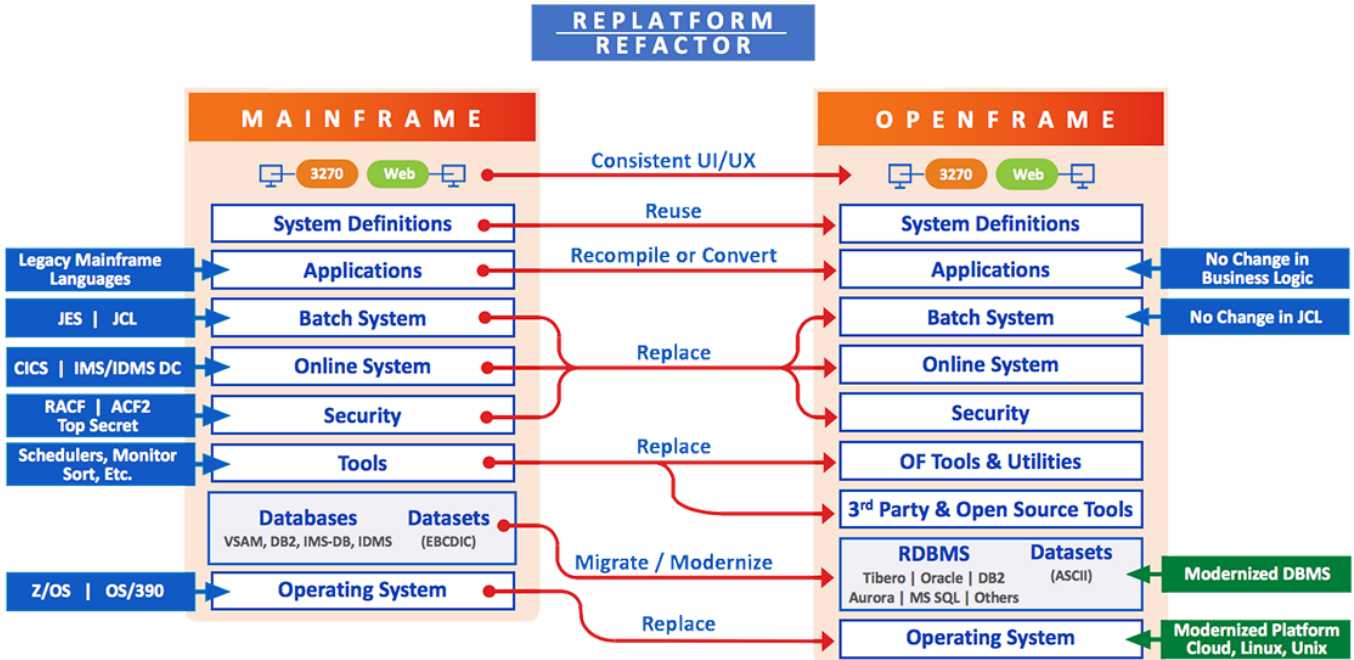 REPLATFORM
REFACTOR
MAINFRAME
3270 Web
System Definitions
Legacy Mainframe
Languages
Applications
JES | JCL
Batch System
CICS | IMS/IDMS DC
Online System
RACF | ACF2
Top Secret
Security
Schedulers, Monitor
Sort, Etc.
Tools
Databases Datasets
VSAM, DB2, IMS-DB, IDMS (EBCDIC)
Z/OS | OS/390
Operating System
Consistent UI/UX
Reuse
Recompile or Convert
Replace
Replace
Migrate / Modernize
Replace
OPENFRAME
3270 Web
System Definitions
Applications
No Change in
Business Logic
Batch System
No Change in JCL
Online System
Security
OF Tools & Utilities
3rd Party & Open Source Tools
RDBMS Datasets
Tibero | Oracle | DB2 (ASCII)
Aurora | MS SQL | Others
Modernized DBMS
Operating System
Modernized Platform
Cloud, Linux, Unix